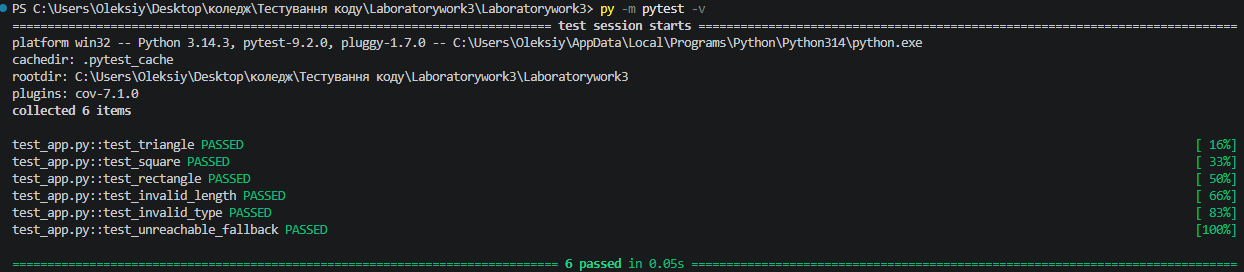 PS C:\Users\Oleksiy\Desktop\коледж\Тестування коду\Laboratorywork3\Laboratorywork3> py -m pytest -v
============================================================================ test session starts ============================================================================
platform win32 -- Python 3.14.3, pytest-9.2.0, pluggy-1.7.0 -- C:\Users\Oleksiy\AppData\Local\Programs\Python\Python314\python.exe
cachedir: .pytest_cache
rootdir: C:\Users\Oleksiy\Desktop\коледж\Тестування коду\Laboratorywork3\Laboratorywork3
plugins: cov-7.1.0
collected 6 items
test_app.py::test_triangle PASSED [ 16%]
test_app.py::test_square PASSED [ 33%]
test_app.py::test_rectangle PASSED [ 50%]
test_app.py::test_invalid_length PASSED [ 66%]
test_app.py::test_invalid_type PASSED [ 83%]
test_app.py::test_unreachable_fallback PASSED [100%]
============================================================================= 6 passed in 0.05s =============================================================================